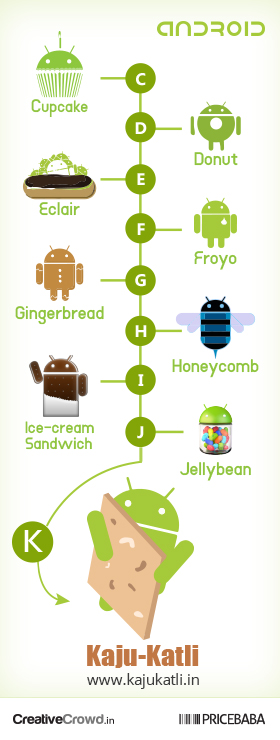 ANDROID
C
Cupcake
D
Donut
E
Eclair
F
Froyo
G
Gingerbread
H
Honeycomb
I
Ice-cream
Sandwich
J
Jellybean
K
Kaju-Katli
www.kajukatli.in
CreativeCrowd.in
PRICEBABA